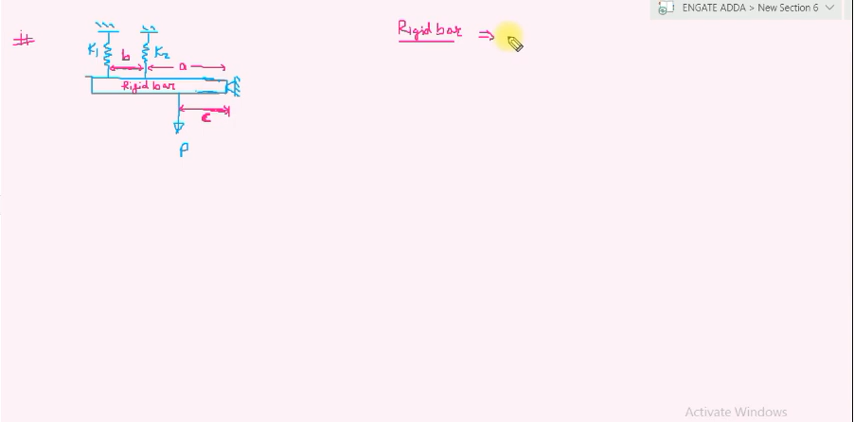 ENGATE ADDA > New Section 6
#
Rigid bar ⇒
K1
K2
b
a
Rigid bar
c
P
Activate Windows